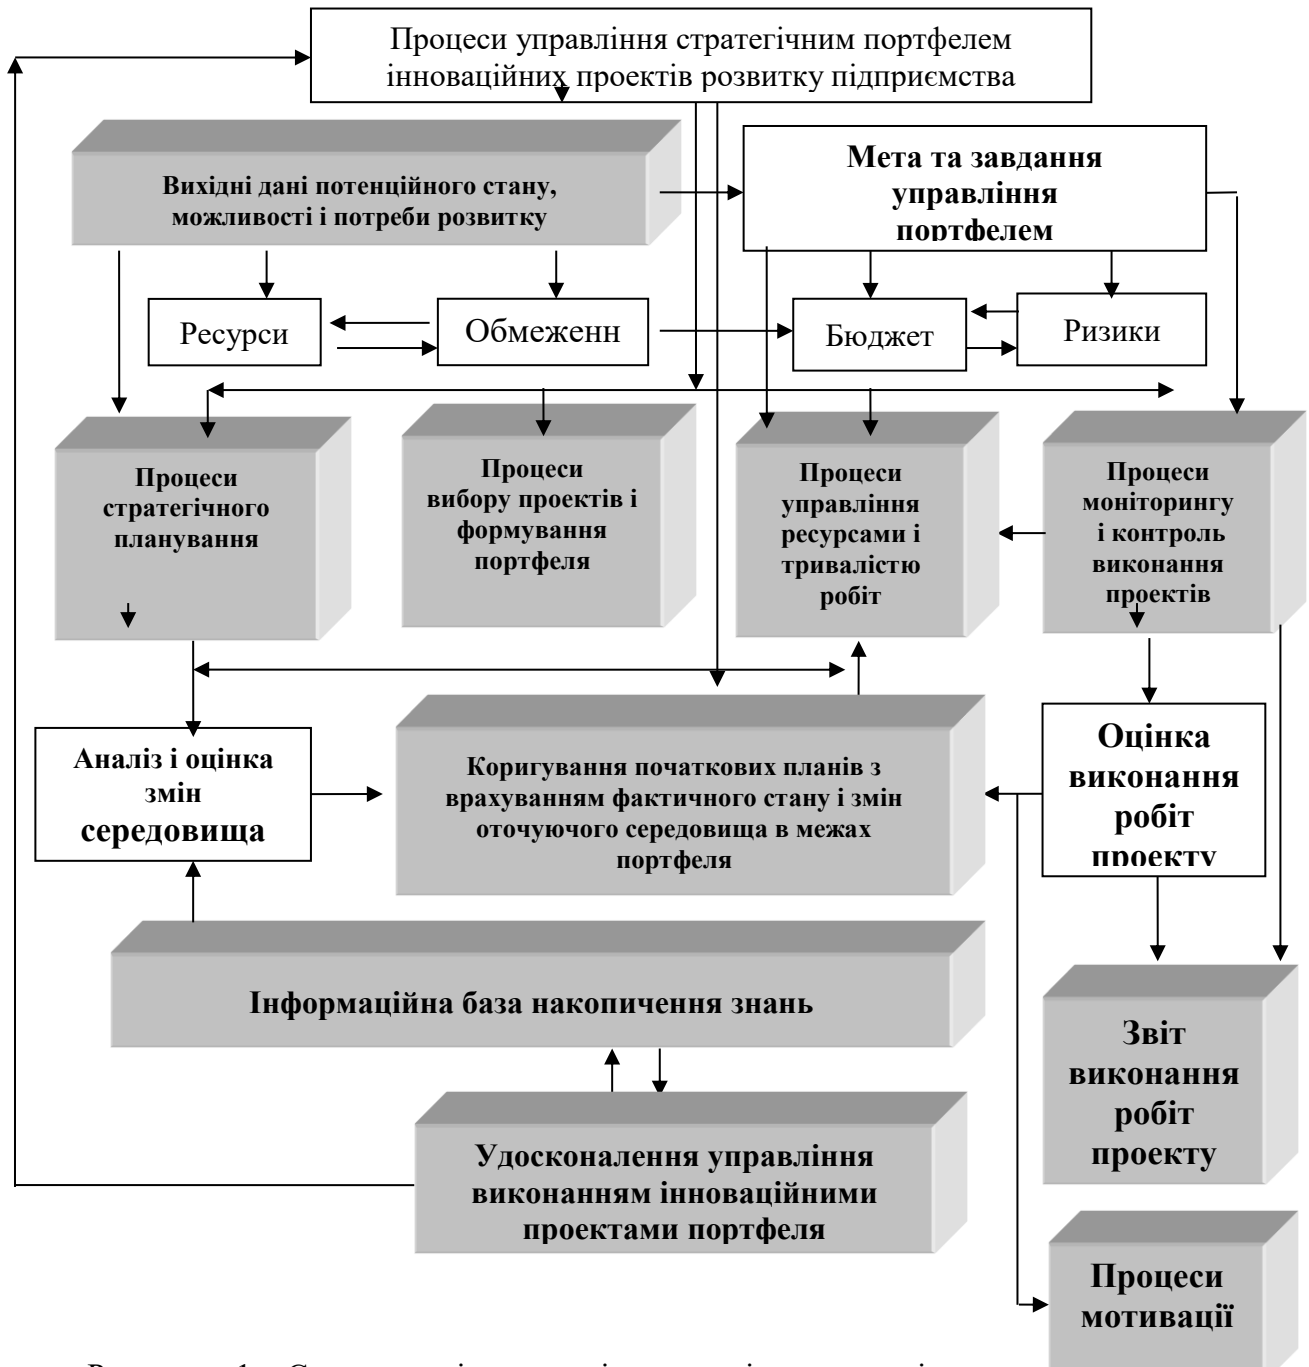 Процеси управління стратегічним портфелем
інноваційних проектів розвитку підприємства
Вихідні дані потенційного стану,
можливості і потреби розвитку
Мета та завдання
управління
портфелем
Ресурси
Обмеженн
Бюджет
Ризики
Процеси
стратегічного
планування
Процеси
вибору проектів і
формування
портфеля
Процеси
управління
ресурсами і
тривалістю
робіт
Процеси
моніторингу
і контроль
виконання
проектів
Аналіз і оцінка
змін
середовища
Коригування початкових планів з
врахуванням фактичного стану і змін
оточуючого середовища в межах
портфеля
Оцінка
виконання
робіт
проекту
Інформаційна база накопичення знань
Звіт
виконання
робіт
проекту
Удосконалення управління
виконанням інноваційними
проектами портфеля
Процеси
мотивації